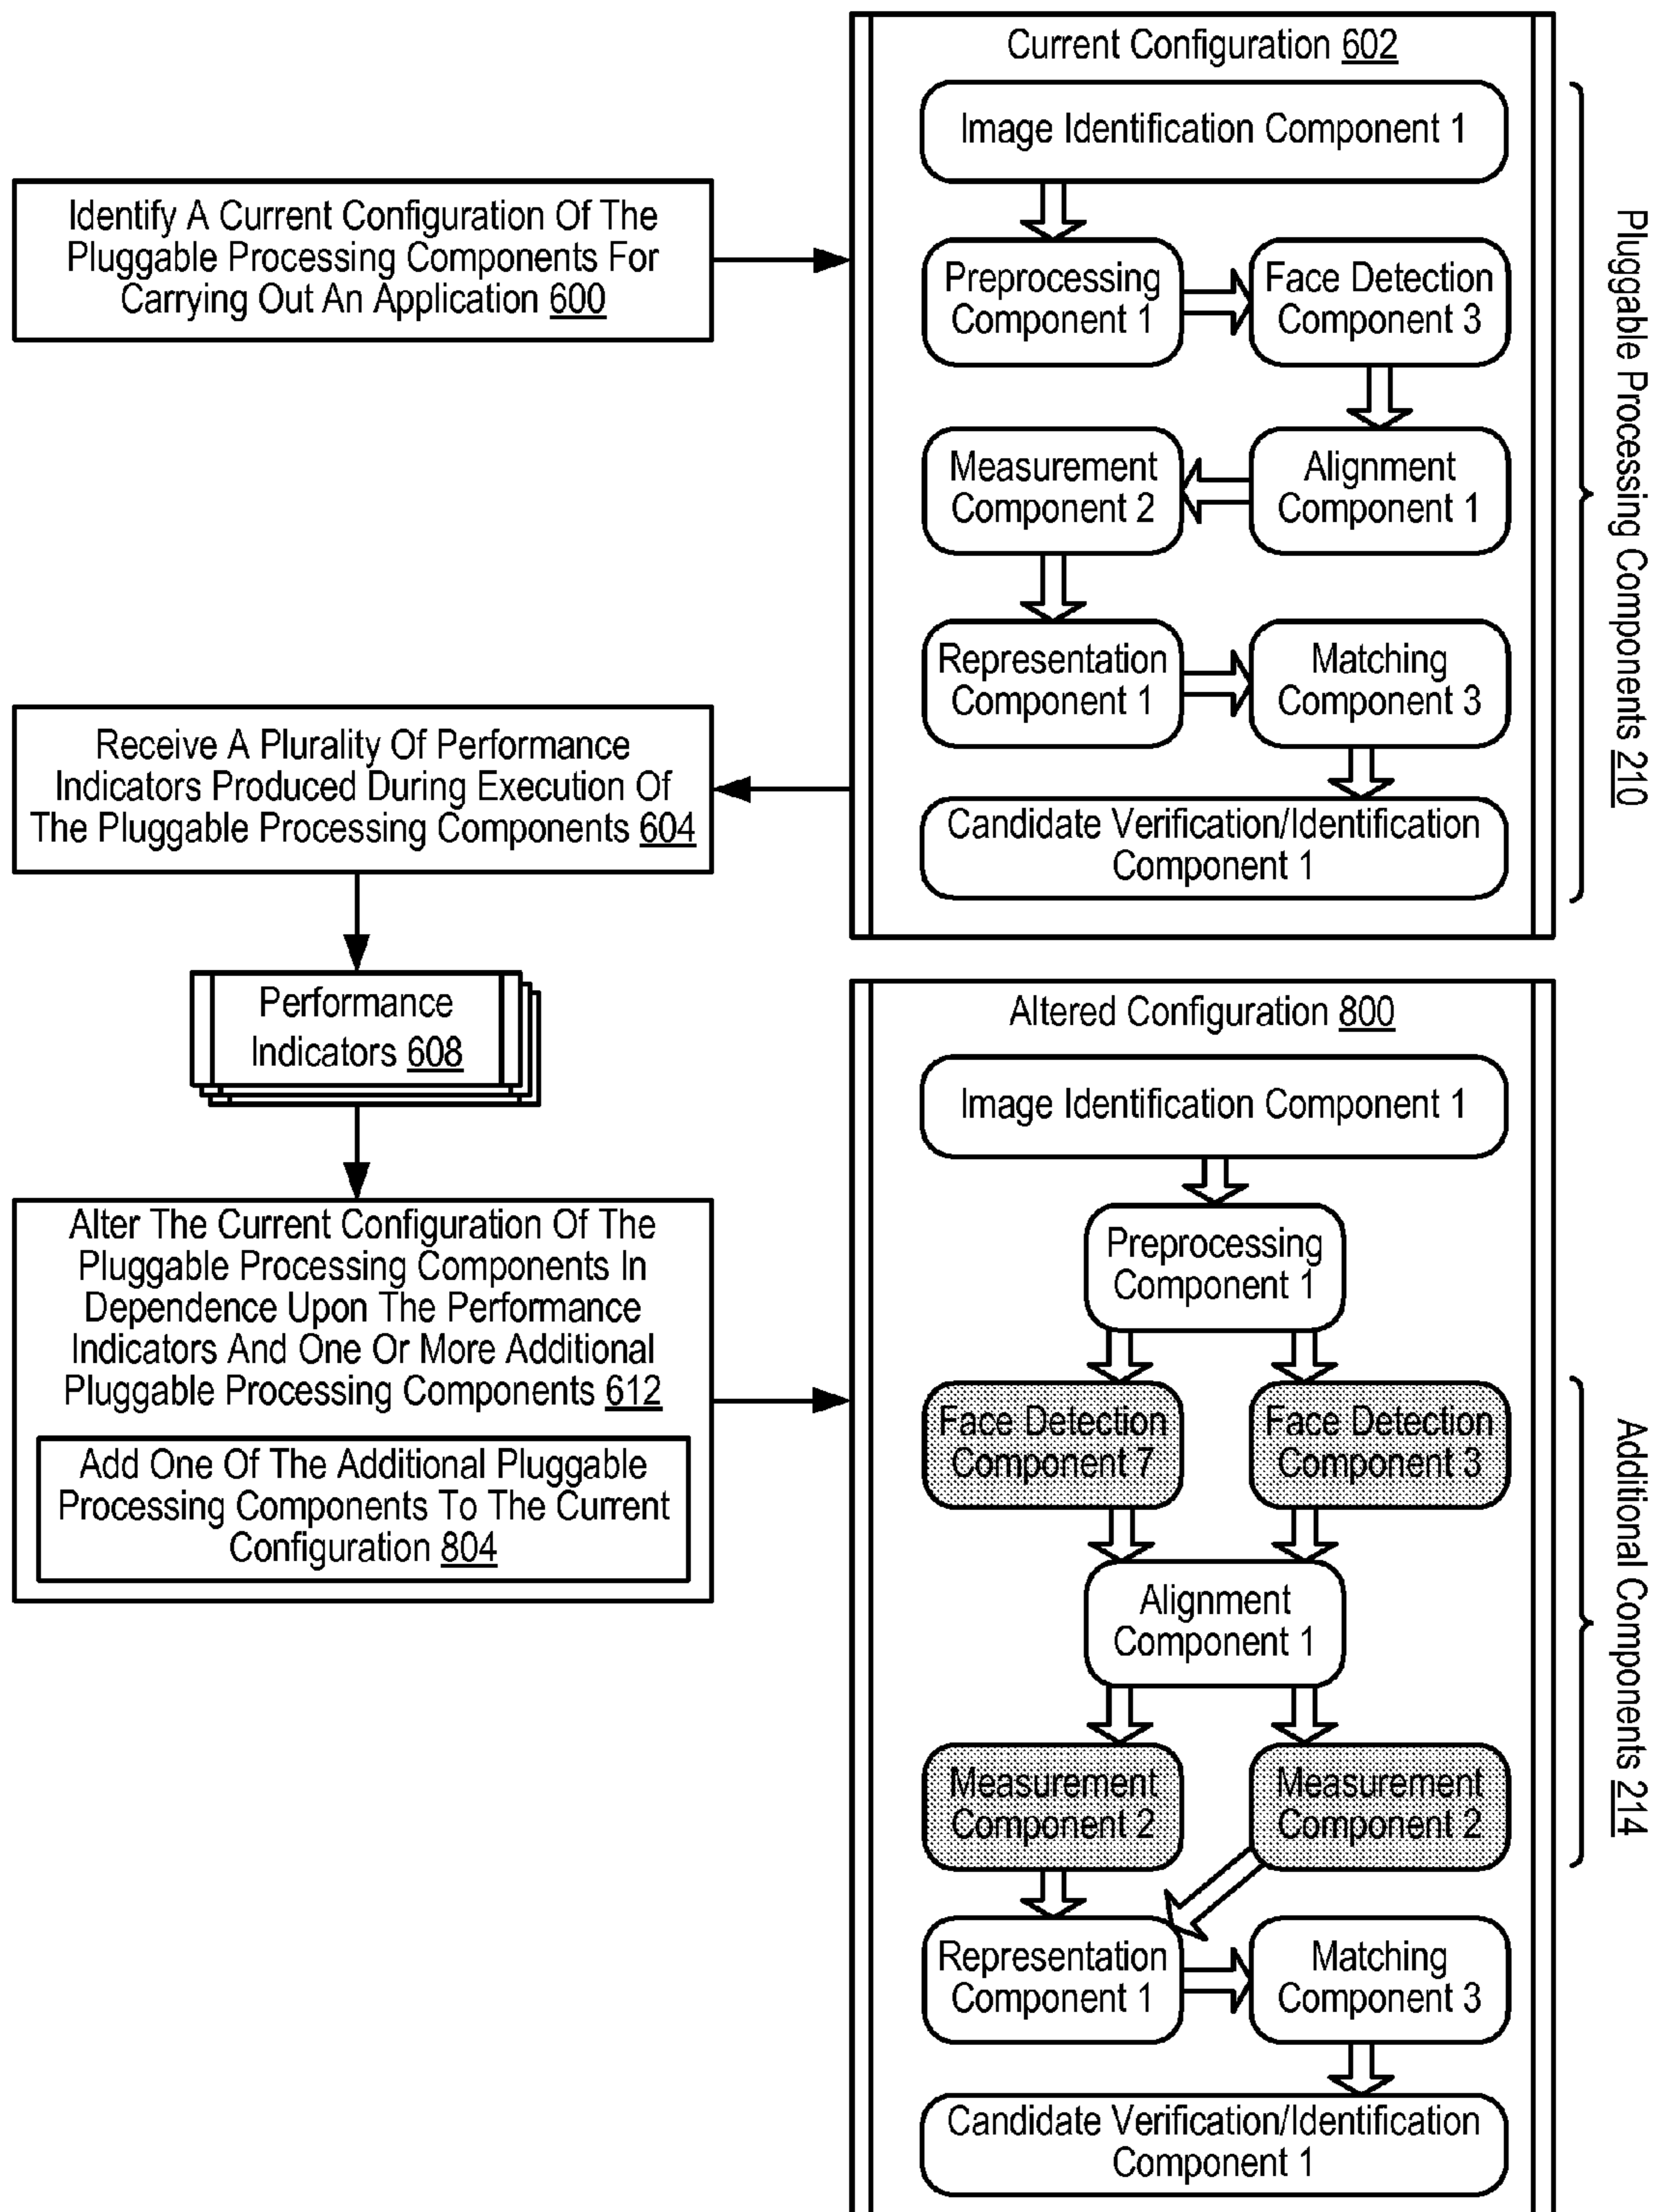 Current Configuration 602
Image Identification Component 1
Identify A Current Configuration Of The
Pluggable Processing Components For
Carrying Out An Application 600
Preprocessing
Component 1
Face Detection
Component 3
Measurement
Component 2
Alignment
Component 1
Representation
Component 1
Matching
Component 3
Candidate Verification/Identification
Component 1
Pluggable Processing Components 210
Receive A Plurality Of Performance
Indicators Produced During Execution Of
The Pluggable Processing Components 604
Performance
Indicators 608
Alter The Current Configuration Of The
Pluggable Processing Components In
Dependence Upon The Performance
Indicators And One Or More Additional
Pluggable Processing Components 612
Add One Of The Additional Pluggable
Processing Components To The Current
Configuration 804
Altered Configuration 800
Image Identification Component 1
Preprocessing
Component 1
Face Detection
Component 7
Face Detection
Component 3
Alignment
Component 1
Measurement
Component 2
Measurement
Component 2
Representation
Component 1
Matching
Component 3
Candidate Verification/Identification
Component 1
Additional Components 214